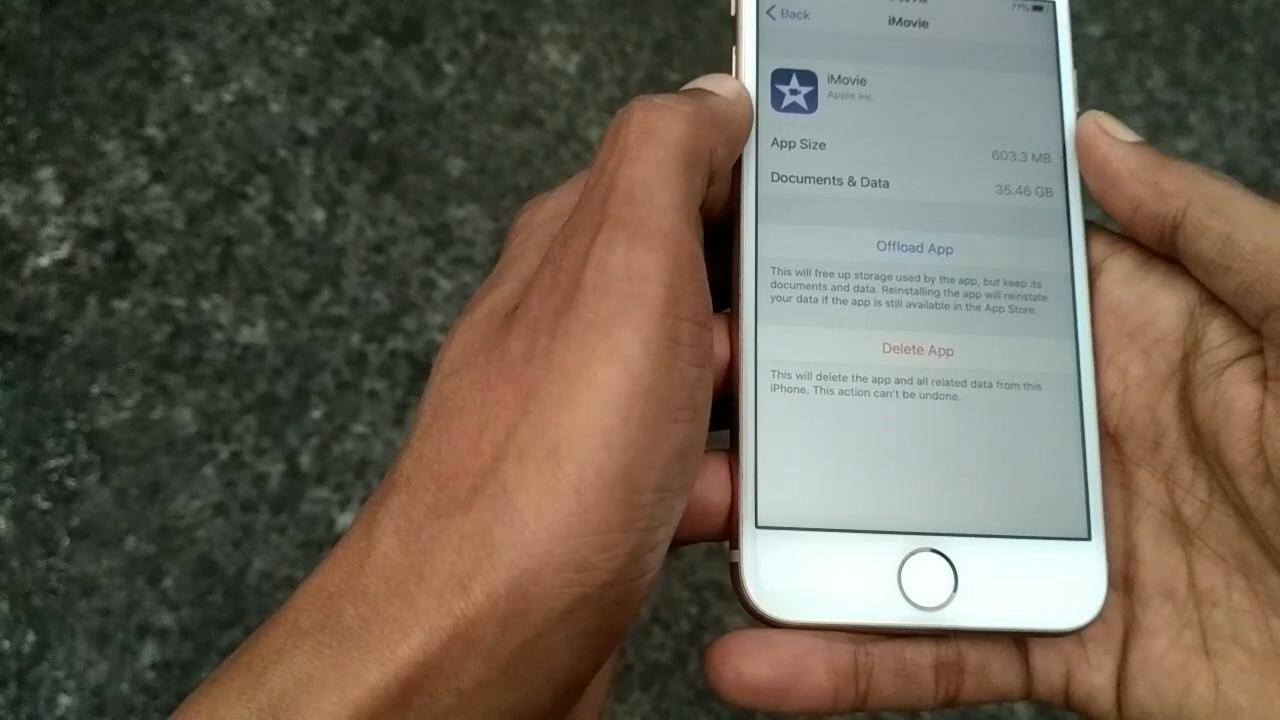 77%
Back
iMovie
iMovie
Apple Inc.
App Size
603.3 MB
Documents & Data
35.46 GB
Offload App
This will free up storage used by the app, but keep its
documents and data. Reinstalling the app will reinstate
your data if the app is still available in the App Store.
Delete App
This will delete the app and all related data from this
iPhone. This action can't be undone.